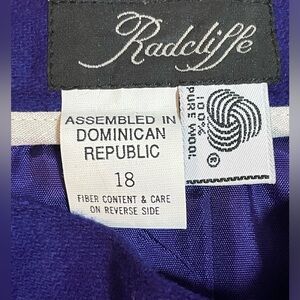 Radcliffe
ASSEMBLED IN
DOMINICAN
REPUBLIC
18
FIBER CONTENT & CARE
ON REVERSE SIDE
100%
PURE WOOL
®